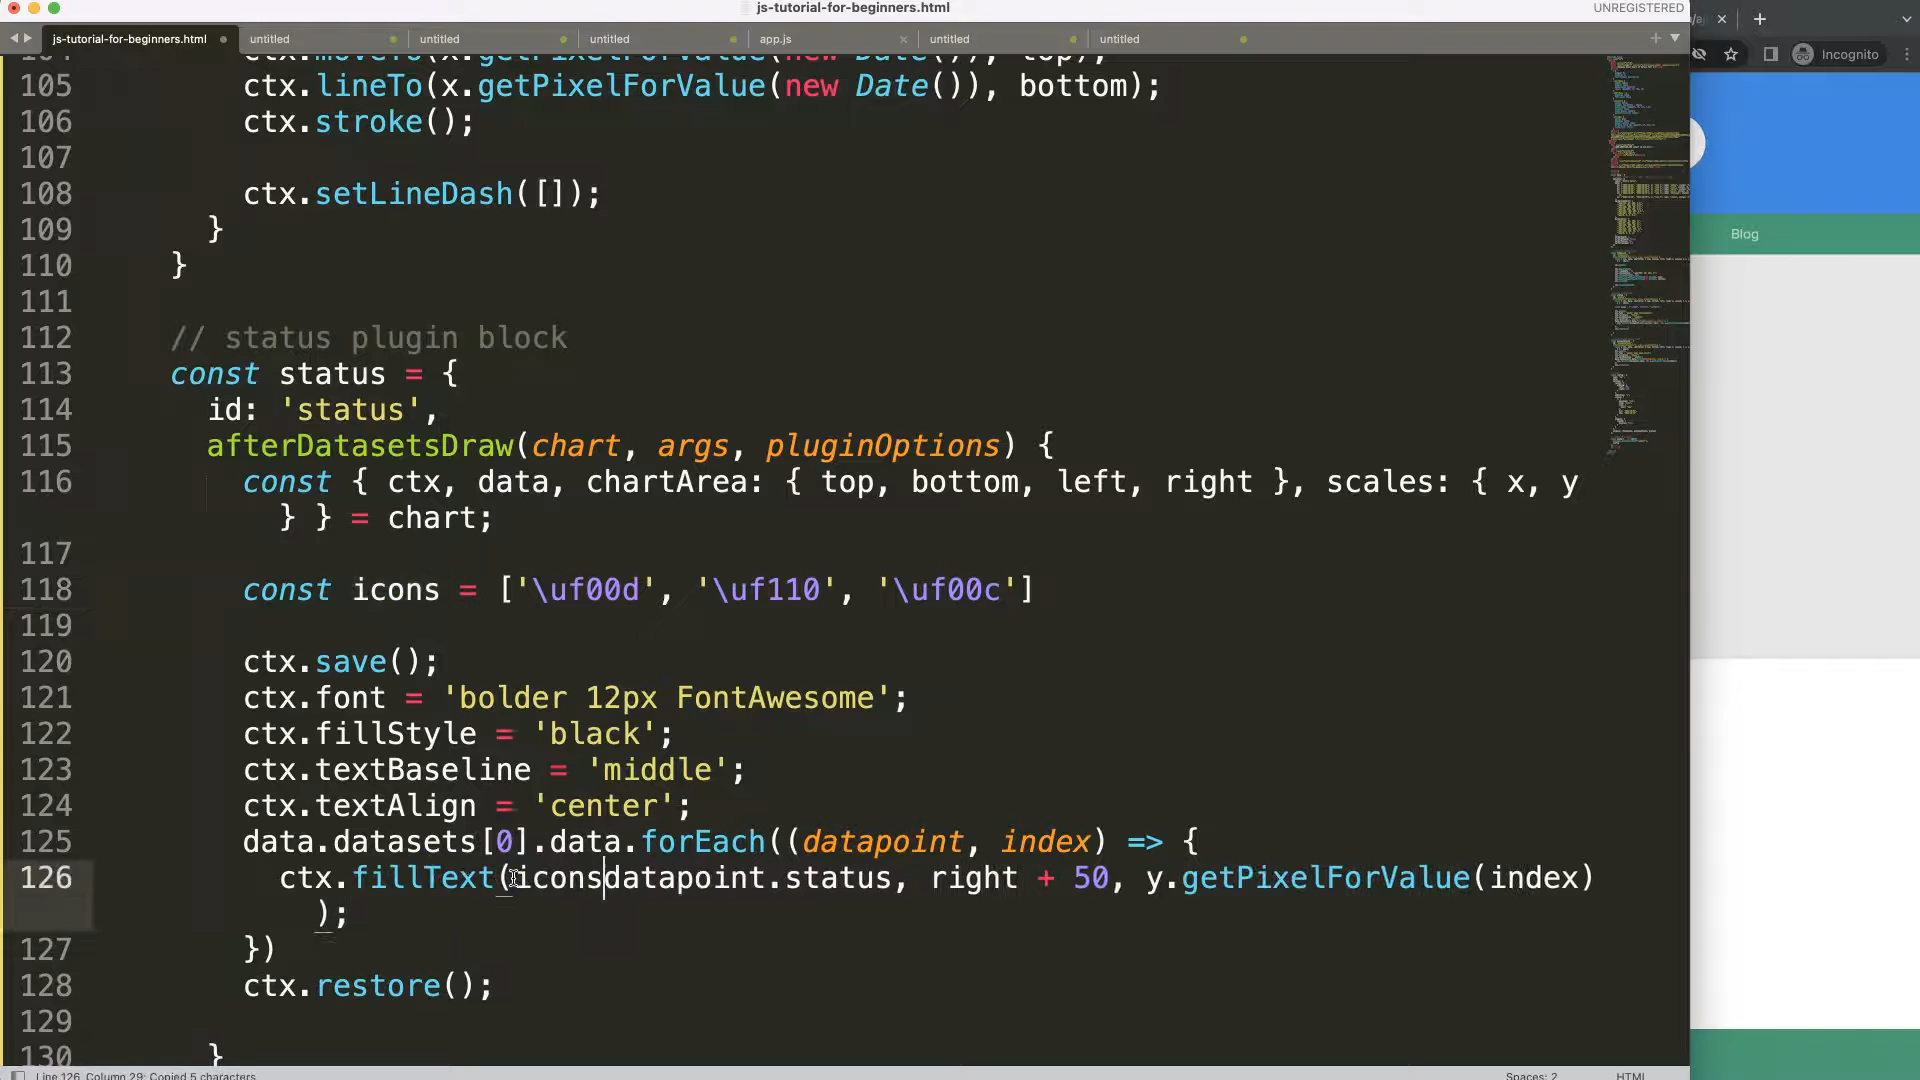 js-tutorial-for-beginners.html
UNREGISTERED
js-tutorial-for-beginners.html
untitled
untitled
untitled
app.js
untitled
untitled
Incognito
ctx.moveTo(x.getPixelForValue(new Date()), top);
105 ctx.lineTo(x.getPixelForValue(new Date()), bottom);
106 ctx.stroke();
107
108 ctx.setLineDash([]);
109 }
110 }
111
112 // status plugin block
113 const status = {
114 id: 'status',
115 afterDatasetsDraw(chart, args, pluginOptions) {
116 const { ctx, data, chartArea: { top, bottom, left, right }, scales: { x, y
} } = chart;
117
118 const icons = ['\uf00d', '\uf110', '\uf00c']
119
120 ctx.save();
121 ctx.font = 'bolder 12px FontAwesome';
122 ctx.fillStyle = 'black';
123 ctx.textBaseline = 'middle';
124 ctx.textAlign = 'center';
125 data.datasets[0].data.forEach((datapoint, index) => {
126 ctx.fillText(iconsdatapoint.status, right + 50, y.getPixelForValue(index)
);
127 })
128 ctx.restore();
129
130 }
Blog
Line 126, Column 29; Copied 5 characters
Spaces: 2
HTML